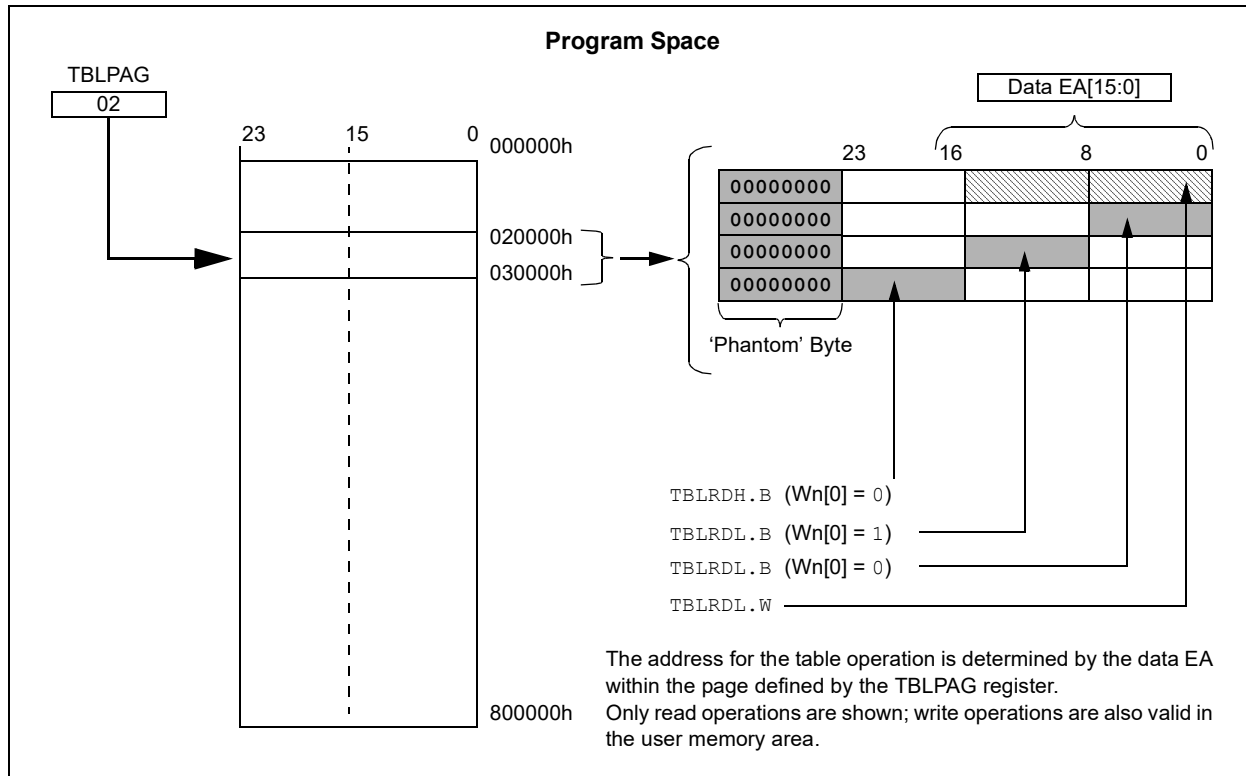 Program Space
TBLPAG
02
Data EA[15:0]
23 15 0
000000h
23 16 8 0
00000000
00000000
020000h
00000000
030000h
00000000
‘Phantom’ Byte
TBLRDH.B (Wn[0] = 0)
TBLRDL.B (Wn[0] = 1)
TBLRDL.B (Wn[0] = 0)
TBLRDL.W
The address for the table operation is determined by the data EA
within the page defined by the TBLPAG register.
800000h
Only read operations are shown; write operations are also valid in
the user memory area.